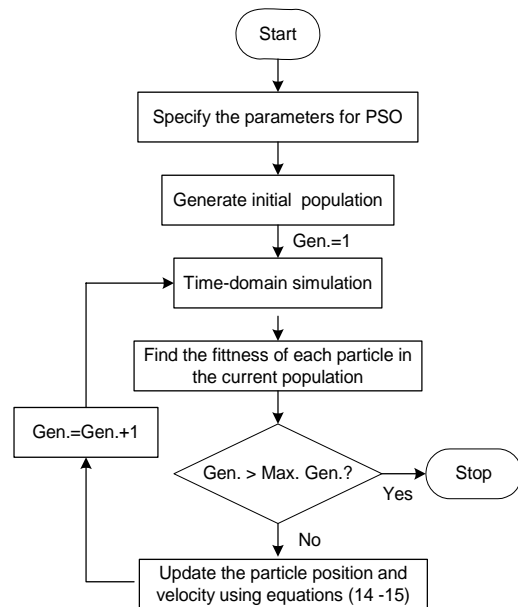 Start
Specify the parameters for PSO
Generate initial population
Gen.=1
Time-domain simulation
Find the fittness of each particle in
the current population
Gen.=Gen.+1
Gen. > Max. Gen.?
Stop
Yes
No
Update the particle position and
velocity using equations (14 -15)